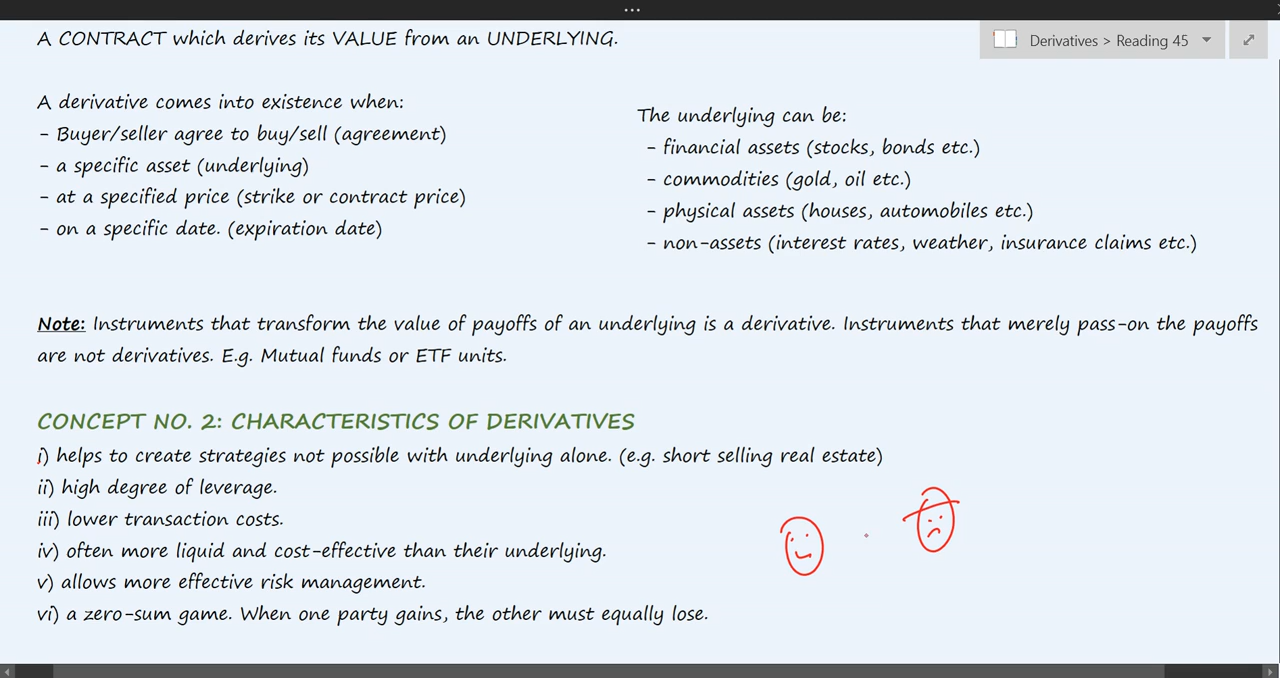 A CONTRACT which derives its VALUE from an UNDERLYING.
Derivatives > Reading 45
A derivative comes into existence when:
- Buyer/seller agree to buy/sell (agreement)
- a specific asset (underlying)
- at a specified price (strike or contract price)
- on a specific date. (expiration date)
The underlying can be:
- financial assets (stocks, bonds etc.)
- commodities (gold, oil etc.)
- physical assets (houses, automobiles etc.)
- non-assets (interest rates, weather, insurance claims etc.)
Note: Instruments that transform the value of payoffs of an underlying is a derivative. Instruments that merely pass-on the payoffs
are not derivatives. E.g. Mutual funds or ETF units.
CONCEPT NO. 2: CHARACTERISTICS OF DERIVATIVES
i) helps to create strategies not possible with underlying alone. (e.g. short selling real estate)
ii) high degree of leverage.
iii) lower transaction costs.
iv) often more liquid and cost-effective than their underlying.
v) allows more effective risk management.
vi) a zero-sum game. When one party gains, the other must equally lose.